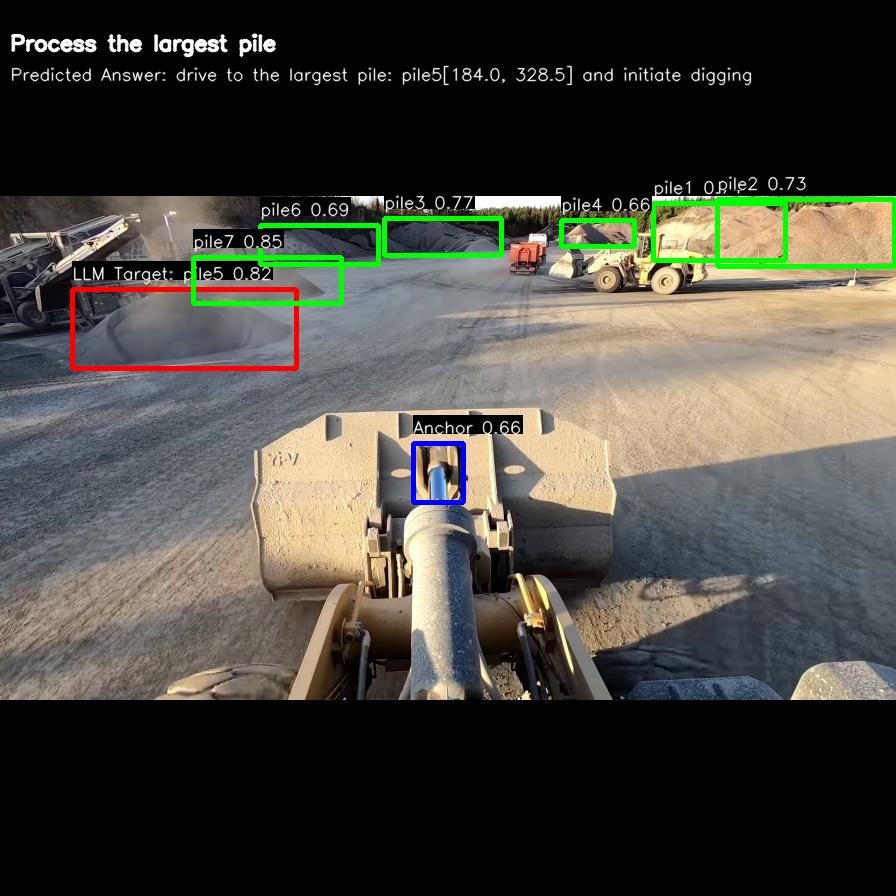 Process the largest pile
Predicted Answer: drive to the largest pile: pile5[184.0, 328.5] and initiate digging
pile1
pile2 0.73
pile6 0.69
pile3 0.77
pile4 0.66
pile7 0.85
LLM Target: pile5 0.82
Anchor 0.66